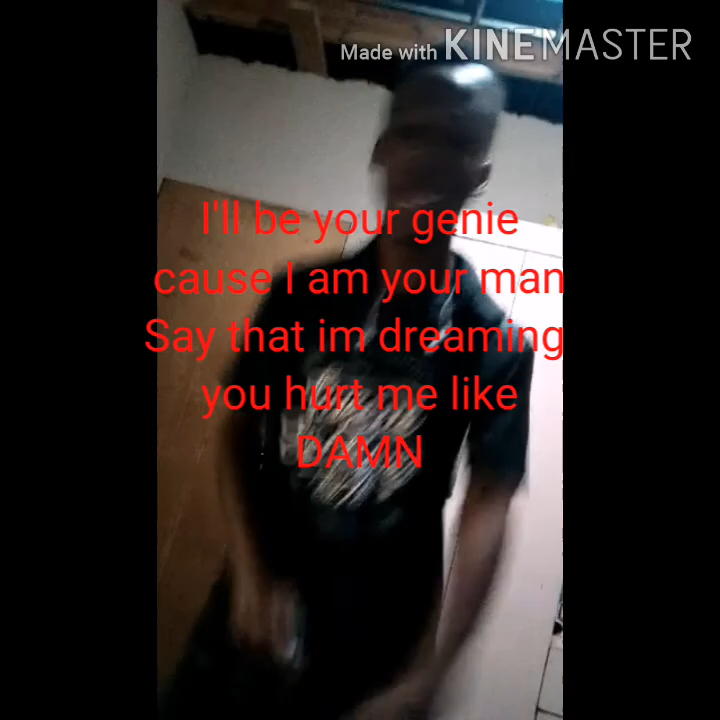 Made with KINEMASTER
I'll be your genie
cause I am your man
Say that im dreaming
you hurt me like
DAMN